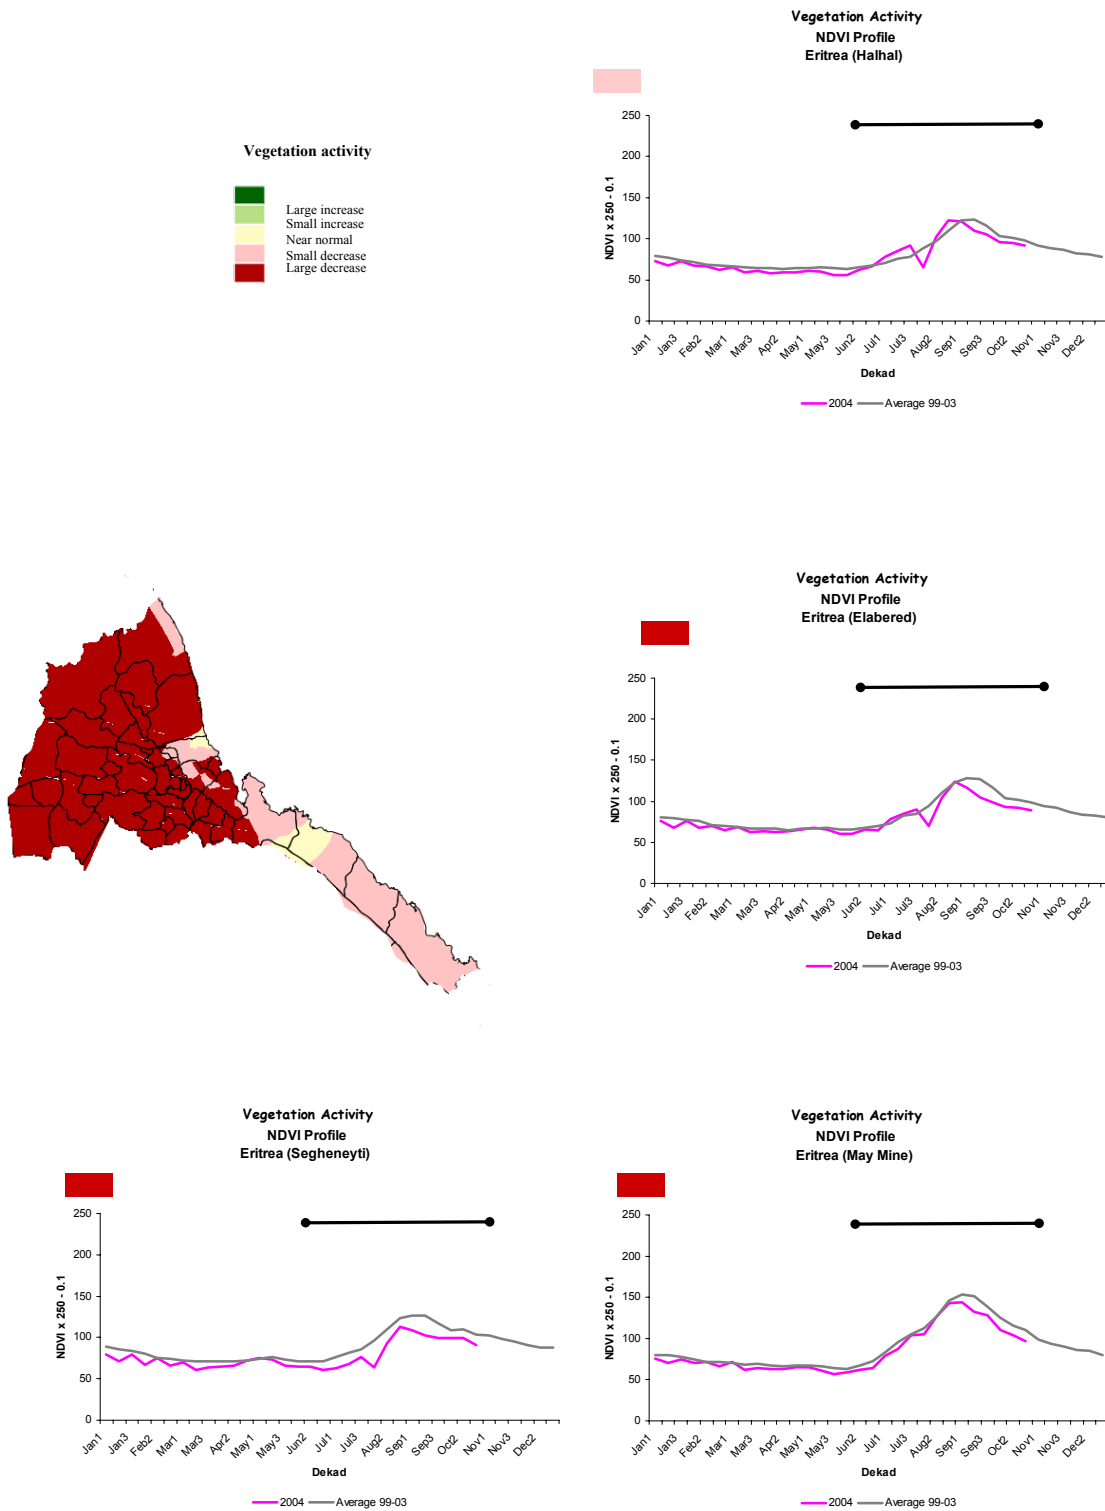 Vegetation Activity
NDVI Profile
Eritrea (Halhal)
Vegetation activity
Large increase
Small increase
Near normal
Small decrease
Large decrease
250
200
150
100
50
0
NDVI x 250 - 0.1
Jan1
Jan3
Feb2
Mar1
Mar3
Apr2
May1
May3
Jun2
Jul1
Jul3
Aug2
Sep1
Sep3
Oct2
Nov1
Nov3
Dec2
Dekad
2004
Average 99-03
Vegetation Activity
NDVI Profile
Eritrea (Elabered)
250
200
150
100
50
0
NDVI x 250 - 0.1
Jan1
Jan3
Feb2
Mar1
Mar3
Apr2
May1
May3
Jun2
Jul1
Jul3
Aug2
Sep1
Sep3
Oct2
Nov1
Nov3
Dec2
Dekad
2004
Average 99-03
Vegetation Activity
NDVI Profile
Eritrea (Segheneyti)
250
200
150
100
50
0
NDVI x 250 - 0.1
Jan1
Jan3
Feb2
Mar1
Mar3
Apr2
May1
May3
Jun2
Jul1
Jul3
Aug2
Sep1
Sep3
Oct2
Nov1
Nov3
Dec2
Dekad
2004
Average 99-03
Vegetation Activity
NDVI Profile
Eritrea (May Mine)
250
200
150
100
50
0
NDVI x 250 - 0.1
Jan1
Jan3
Feb2
Mar1
Mar3
Apr2
May1
May3
Jun2
Jul1
Jul3
Aug2
Sep1
Sep3
Oct2
Nov1
Nov3
Dec2
Dekad
2004
Average 99-03